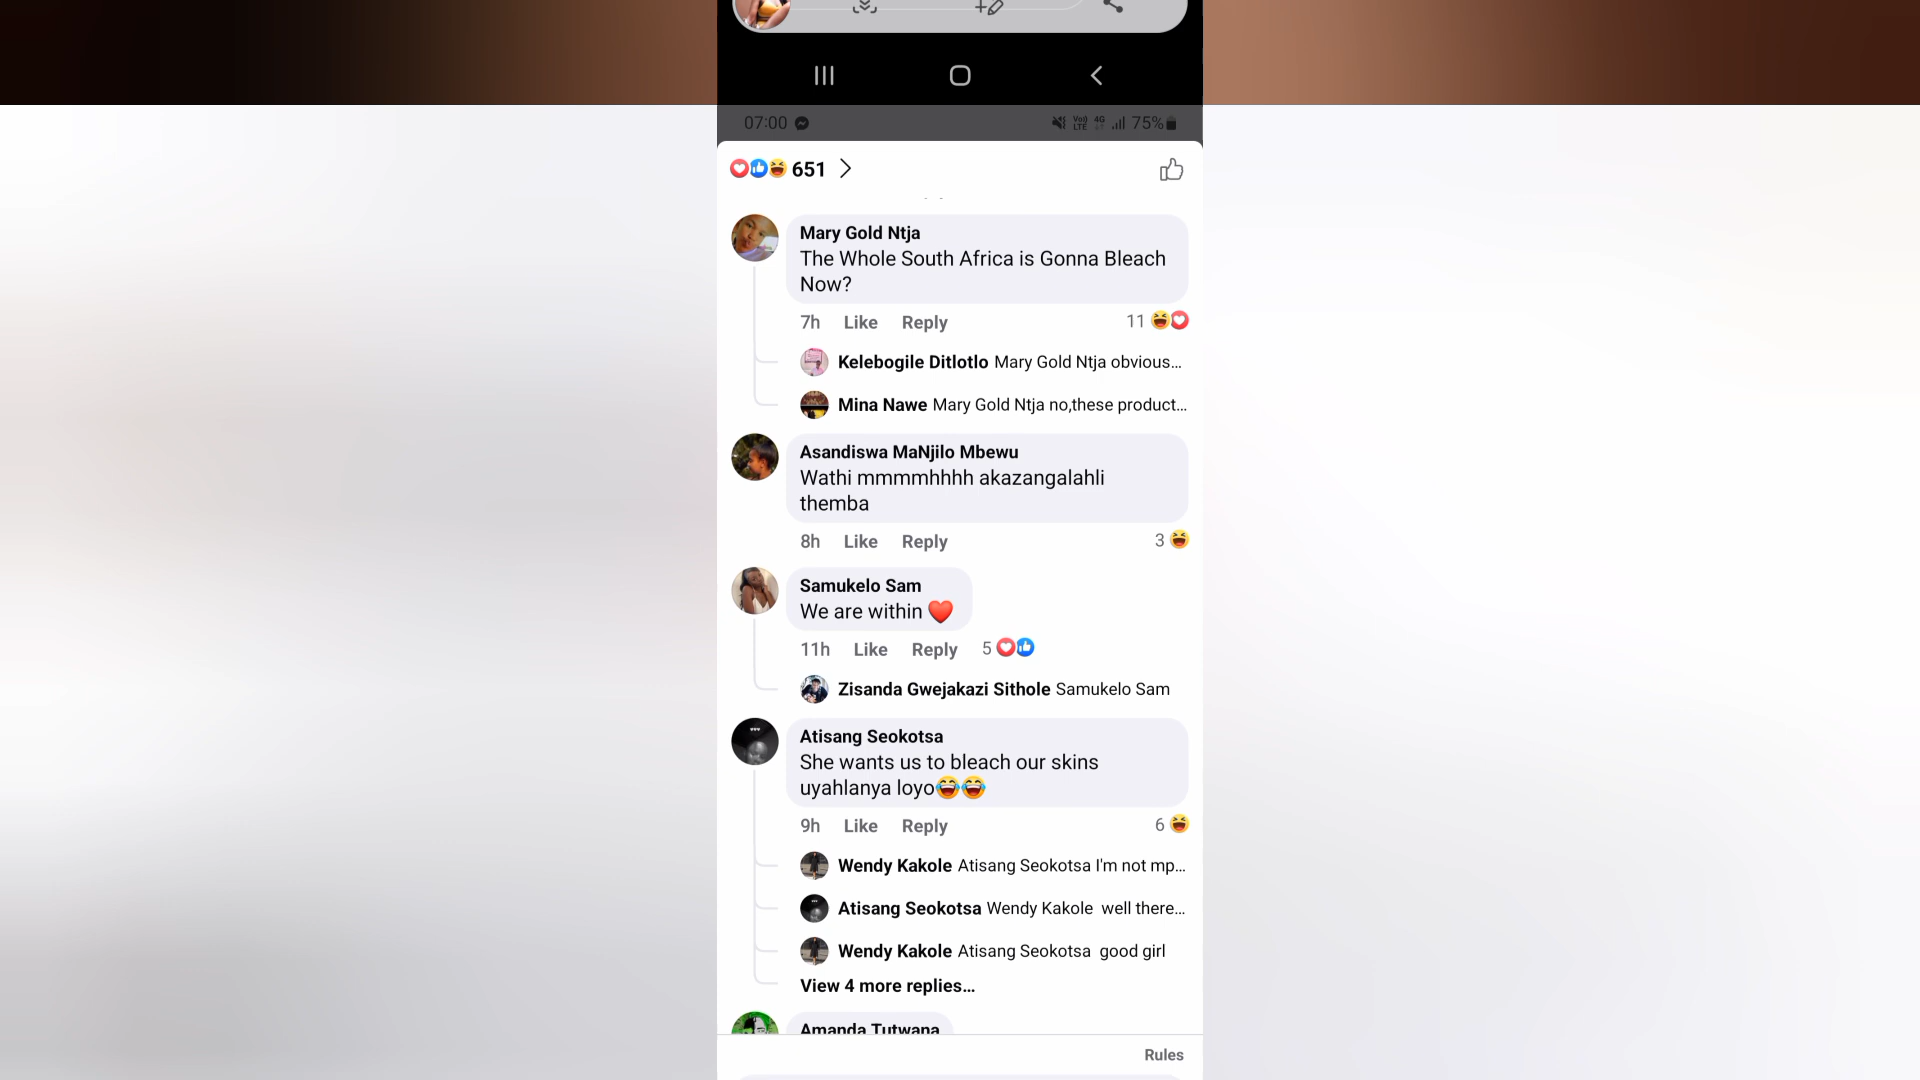 07:00
Vo)) LTE 4G 75%
651
Mary Gold Ntja
The Whole South Africa is Gonna Bleach
Now?
7h Like Reply 11
Kelebogile Ditlotlo Mary Gold Ntja obvious...
Mina Nawe Mary Gold Ntja no,these product...
Asandiswa MaNjilo Mbewu
Wathi mmmmhhhh akazangalahli
themba
8h Like Reply 3
Samukelo Sam
We are within ❤️
11h Like Reply 5
Zisanda Gwejakazi Sithole Samukelo Sam
Atisang Seokotsa
She wants us to bleach our skins
uyahlanya loyo😂😂
9h Like Reply 6
Wendy Kakole Atisang Seokotsa I'm not mp...
Atisang Seokotsa Wendy Kakole well there...
Wendy Kakole Atisang Seokotsa good girl
View 4 more replies...
Amanda Tutwana
Rules